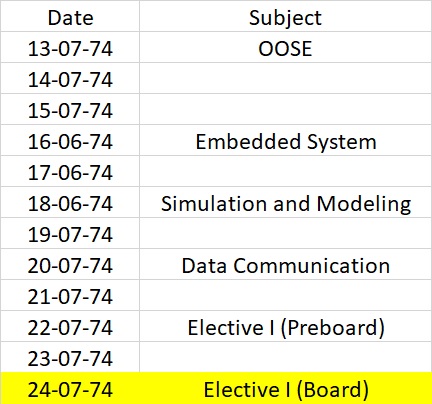 Date Subject
13-07-74 OOSE
14-07-74
15-07-74
16-06-74 Embedded System
17-06-74
18-06-74 Simulation and Modeling
19-07-74
20-07-74 Data Communication
21-07-74
22-07-74 Elective I (Preboard)
23-07-74
24-07-74 Elective I (Board)